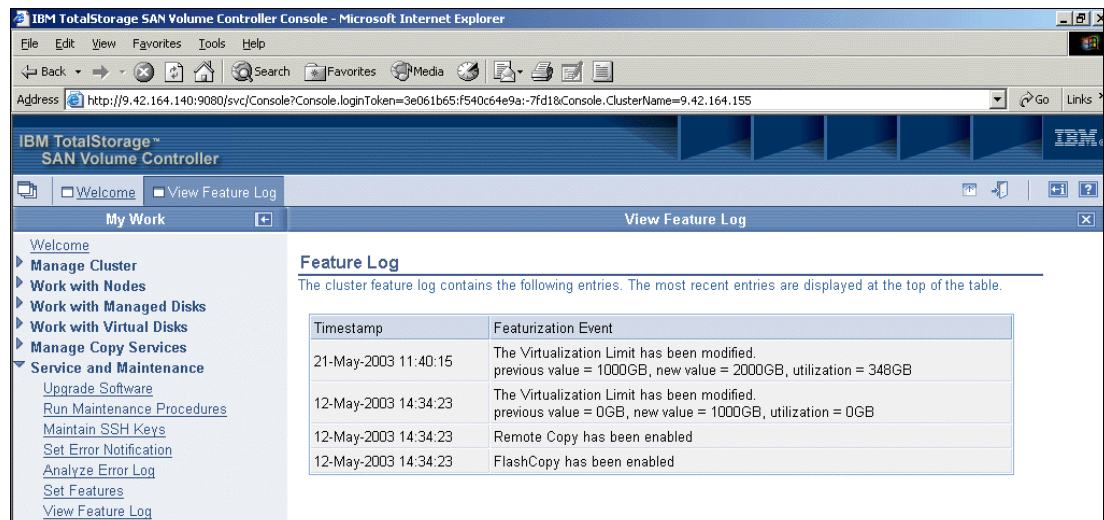 IBM TotalStorage SAN Volume Controller Console - Microsoft Internet Explorer
File Edit View Favorites Tools Help
Back Search Favorites Media
Address http://9.42.164.140:9080/svc/Console?Console.loginToken=3e061b65:f540c64e9a:-7fd1&Console.ClusterName=9.42.164.155 Go Links
IBM TotalStorage™
SAN Volume Controller
IBM
Welcome View Feature Log
My Work View Feature Log
Welcome
Manage Cluster
Work with Nodes
Work with Managed Disks
Work with Virtual Disks
Manage Copy Services
Service and Maintenance
Upgrade Software
Run Maintenance Procedures
Maintain SSH Keys
Set Error Notification
Analyze Error Log
Set Features
View Feature Log
Feature Log
The cluster feature log contains the following entries. The most recent entries are displayed at the top of the table.
Timestamp Featurization Event
21-May-2003 11:40:15 The Virtualization Limit has been modified.
previous value = 1000GB, new value = 2000GB, utilization = 348GB
12-May-2003 14:34:23 The Virtualization Limit has been modified.
previous value = 0GB, new value = 1000GB, utilization = 0GB
12-May-2003 14:34:23 Remote Copy has been enabled
12-May-2003 14:34:23 FlashCopy has been enabled